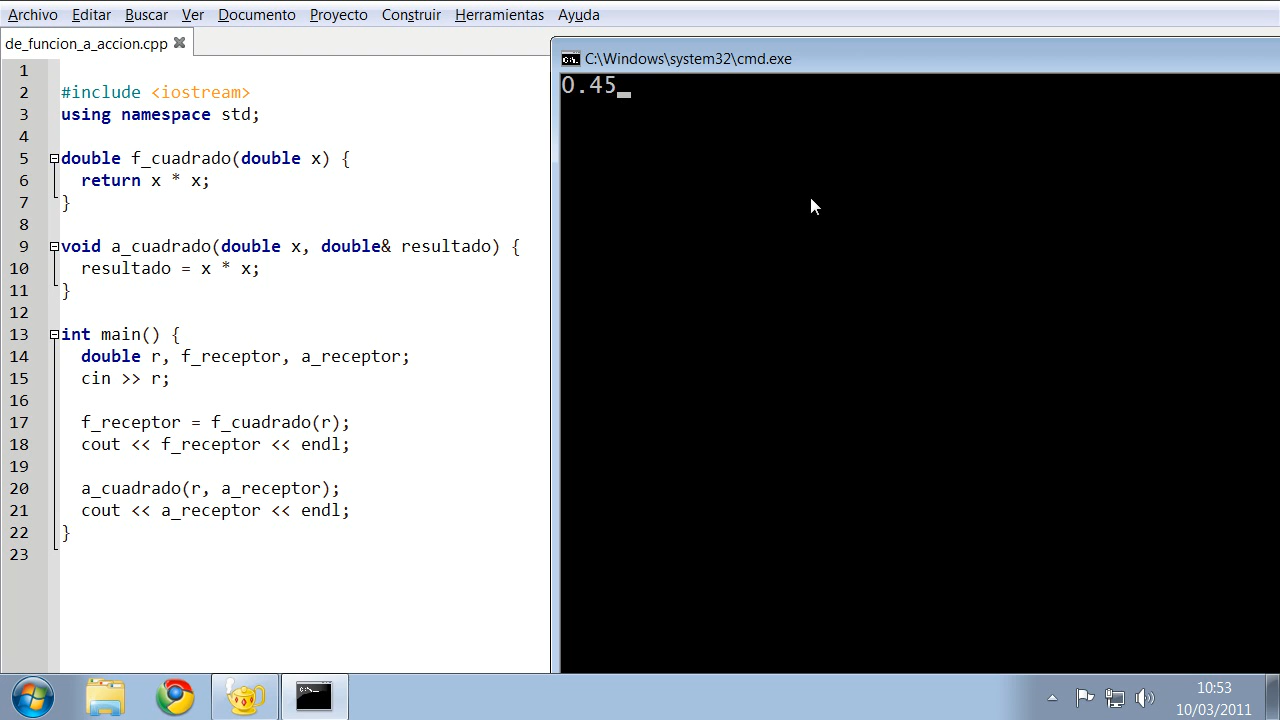 Archivo Editar Buscar Ver Documento Proyecto Construir Herramientas Ayuda
de_funcion_a_accion.cpp
C:\Windows\system32\cmd.exe
0.45_
1
2 #include <iostream>
3 using namespace std;
4
5 double f_cuadrado(double x) {
6 return x * x;
7 }
8
9 void a_cuadrado(double x, double& resultado) {
10 resultado = x * x;
11 }
12
13 int main() {
14 double r, f_receptor, a_receptor;
15 cin >> r;
16
17 f_receptor = f_cuadrado(r);
18 cout << f_receptor << endl;
19
20 a_cuadrado(r, a_receptor);
21 cout << a_receptor << endl;
22 }
23
10:53
10/03/2011